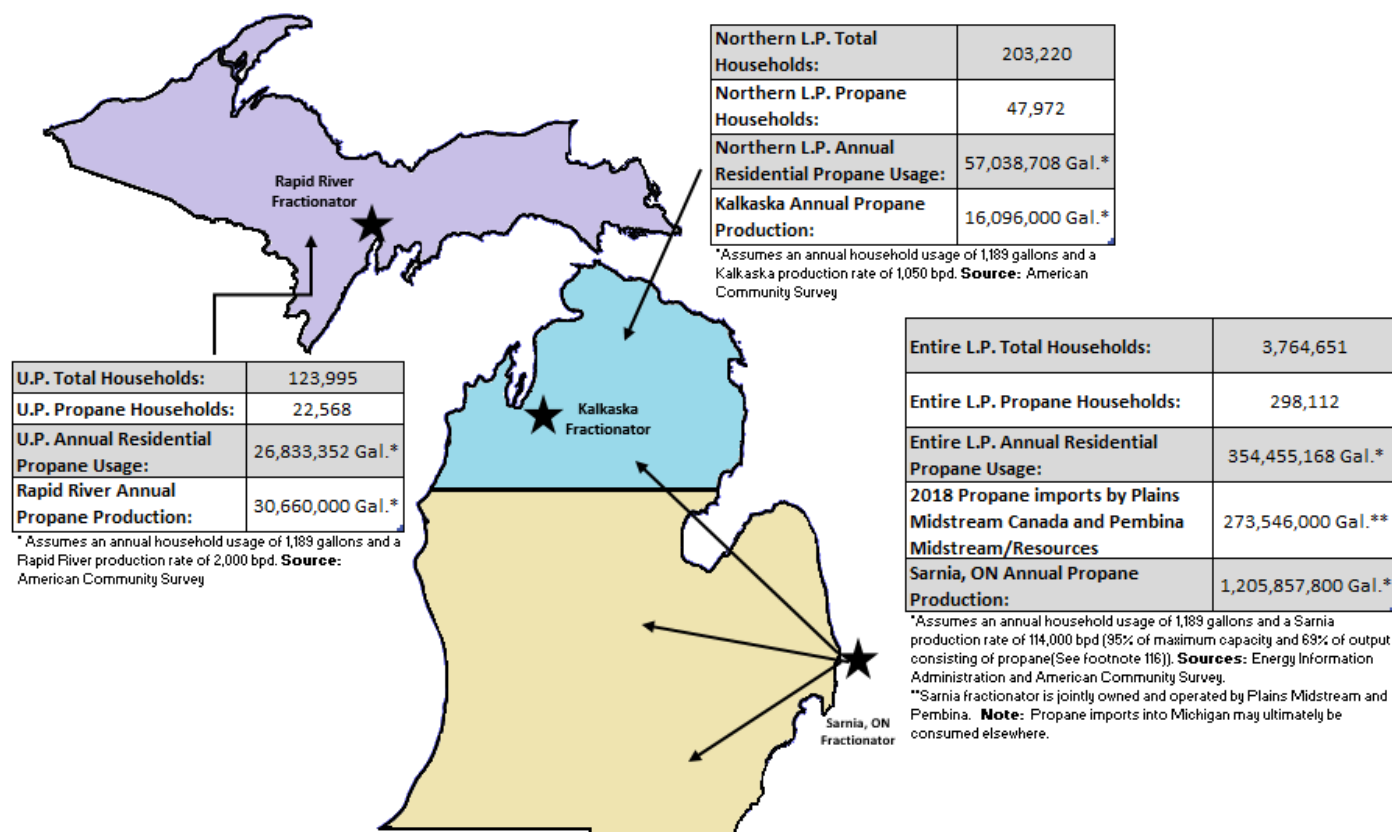 Northern L.P. Total
Households:
203,220
Northern L.P. Propane
Households:
47,972
Northern L.P. Annual
Residential Propane Usage:
57,038,708 Gal.*
Kalkaska Annual Propane
Production:
16,096,000 Gal.*
*Assumes an annual household usage of 1,189 gallons and a
Kalkaska production rate of 1,050 bpd. Source: American
Community Survey
Rapid River
Fractionator
Kalkaska
Fractionator
U.P. Total Households:
123,995
U.P. Propane Households:
22,568
U.P. Annual Residential
Propane Usage:
26,833,352 Gal.*
Rapid River Annual
Propane Production:
30,660,000 Gal.*
* Assumes an annual household usage of 1,189 gallons and a
Rapid River production rate of 2,000 bpd. Source:
American Community Survey
Entire L.P. Total Households:
3,764,651
Entire L.P. Propane Households:
298,112
Entire L.P. Annual Residential
Propane Usage:
354,455,168 Gal.*
2018 Propane imports by Plains
Midstream Canada and Pembina
Midstream/Resources
273,546,000 Gal.**
Sarnia, ON Annual Propane
Production:
1,205,857,800 Gal.*
*Assumes an annual household usage of 1,189 gallons and a Sarnia
production rate of 114,000 bpd (95% of maximum capacity and 69% of output
consisting of propane(See footnote 116)). Sources: Energy Information
Administration and American Community Survey.
**Sarnia fractionator is jointly owned and operated by Plains Midstream and
Pembina. Note: Propane imports into Michigan may ultimately be
consumed elsewhere.
Sarnia, ON
Fractionator